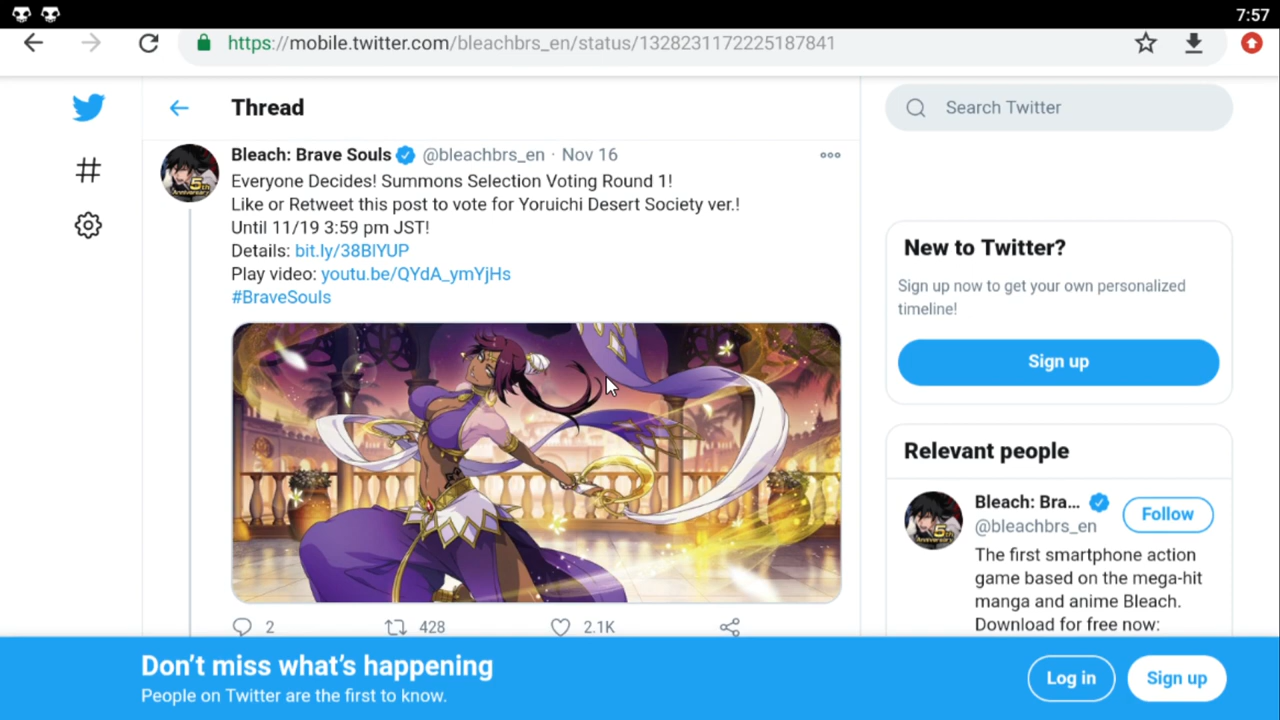 7:57
https://mobile.twitter.com/bleachbrs_en/status/1328231172225187841
Thread
Search Twitter
Bleach: Brave Souls @bleachbrs_en · Nov 16
Everyone Decides! Summons Selection Voting Round 1!
Like or Retweet this post to vote for Yoruichi Desert Society ver.!
Until 11/19 3:59 pm JST!
Details: bit.ly/38BlYUP
Play video: youtu.be/QYdA_ymYjHs
#BraveSouls
2 428 2.1K
New to Twitter?
Sign up now to get your own personalized
timeline!
Sign up
Relevant people
Bleach: Bra...
@bleachbrs_en
Follow
The first smartphone action
game based on the mega-hit
manga and anime Bleach.
Download for free now:
Don't miss what's happening
People on Twitter are the first to know.
Log in
Sign up